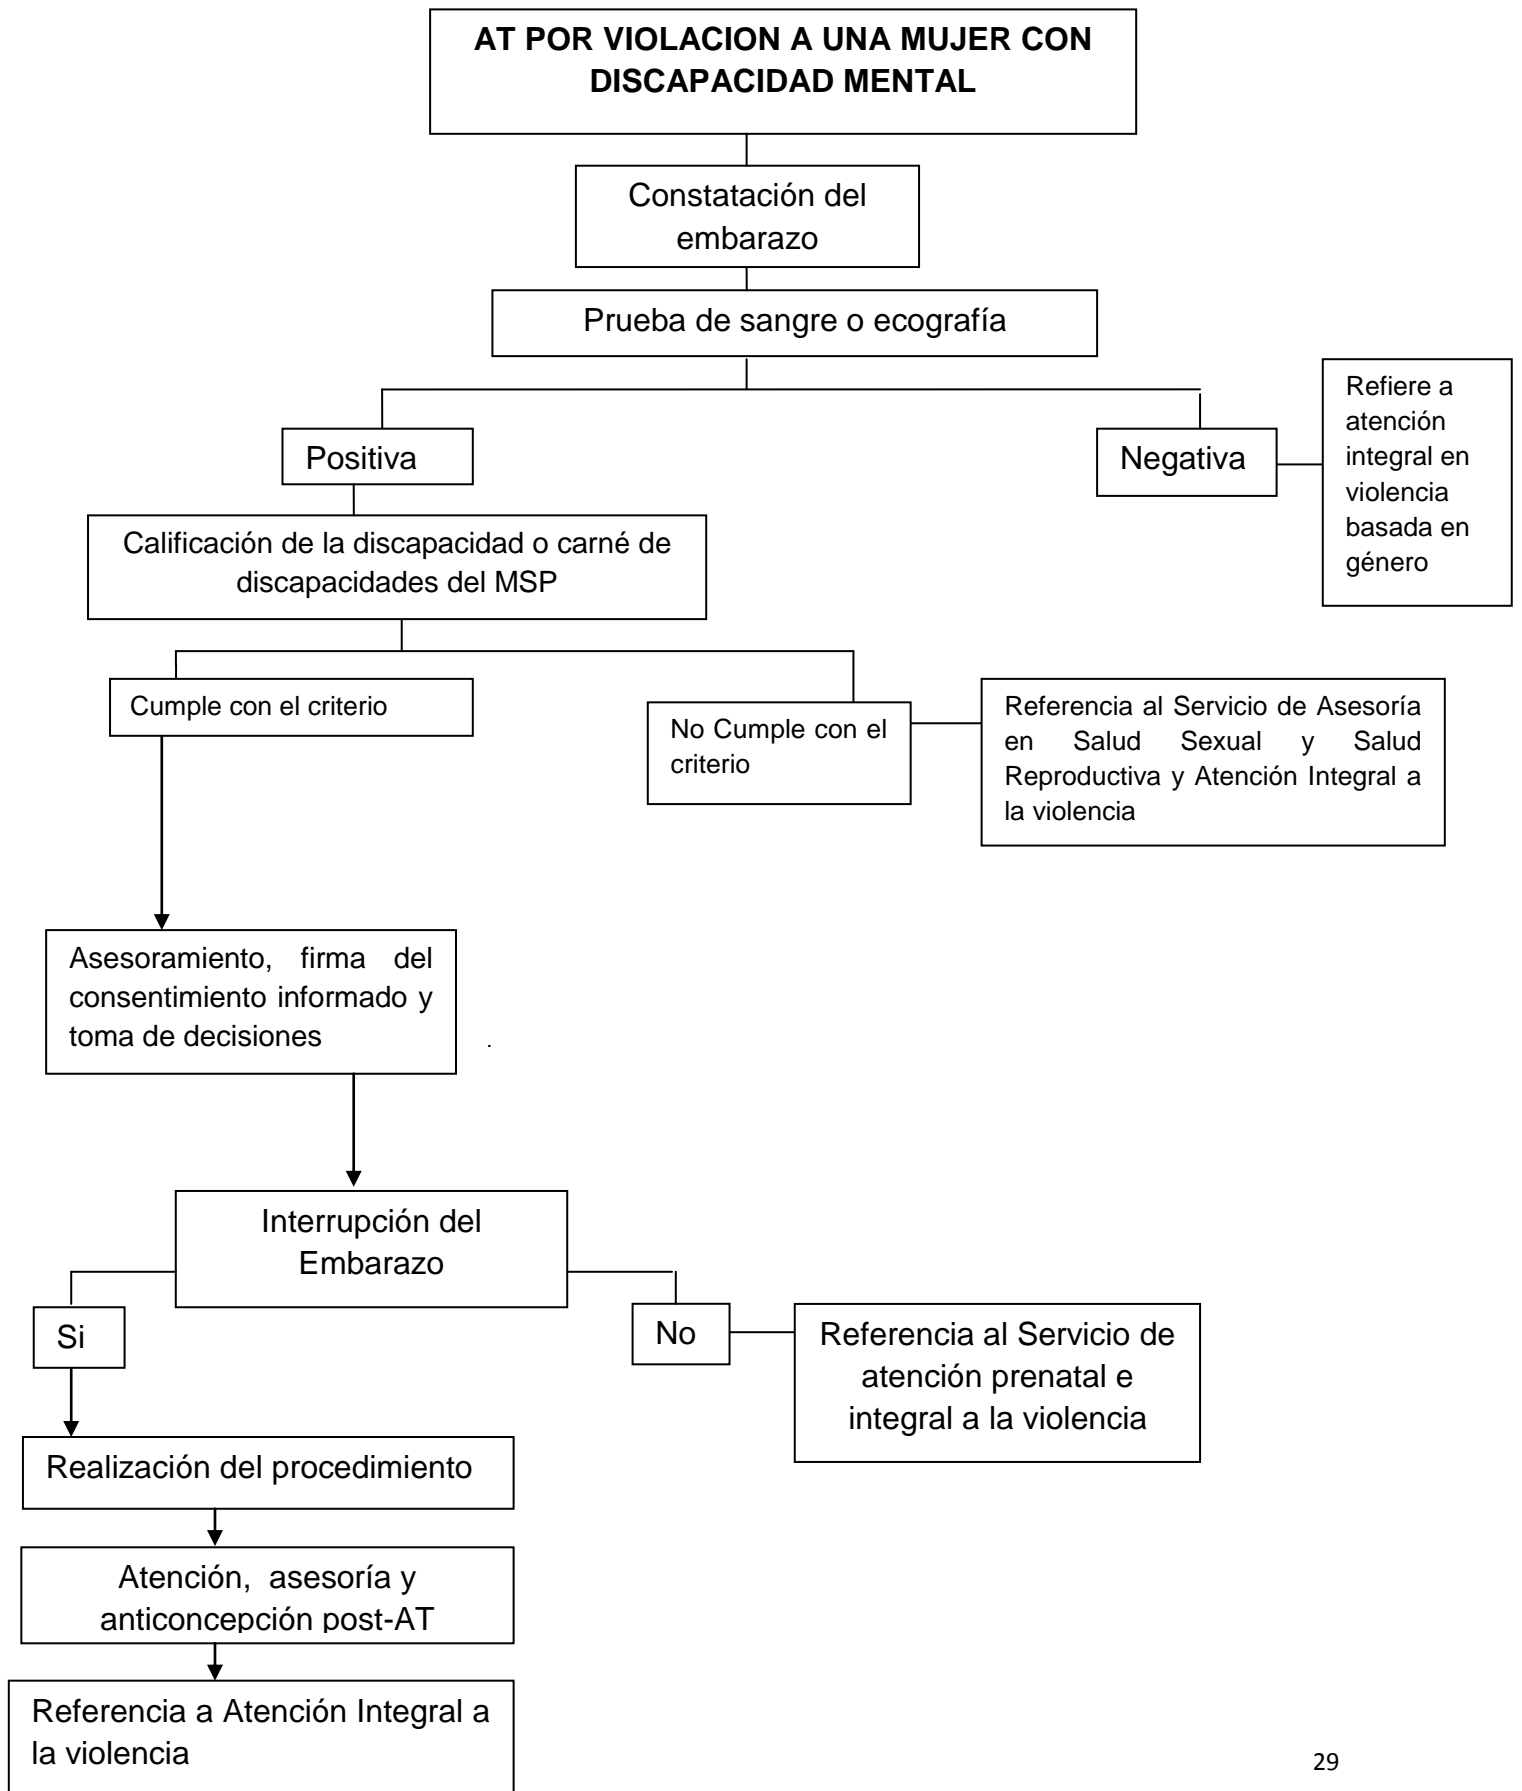 AT POR VIOLACION A UNA MUJER CON
DISCAPACIDAD MENTAL
Constatación del
embarazo
Prueba de sangre o ecografía
Positiva
Negativa
Refiere a
atención
integral en
violencia
basada en
género
Calificación de la discapacidad o carné de
discapacidades del MSP
Cumple con el criterio
No Cumple con el
criterio
Referencia al Servicio de Asesoría
en Salud Sexual y Salud
Reproductiva y Atención Integral a
la violencia
Asesoramiento, firma del
consentimiento informado y
toma de decisiones
.
Interrupción del
Embarazo
Si
No
Referencia al Servicio de
atención prenatal e
integral a la violencia
Realización del procedimiento
Atención, asesoría y
anticoncepción post-AT
Referencia a Atención Integral a
la violencia
29